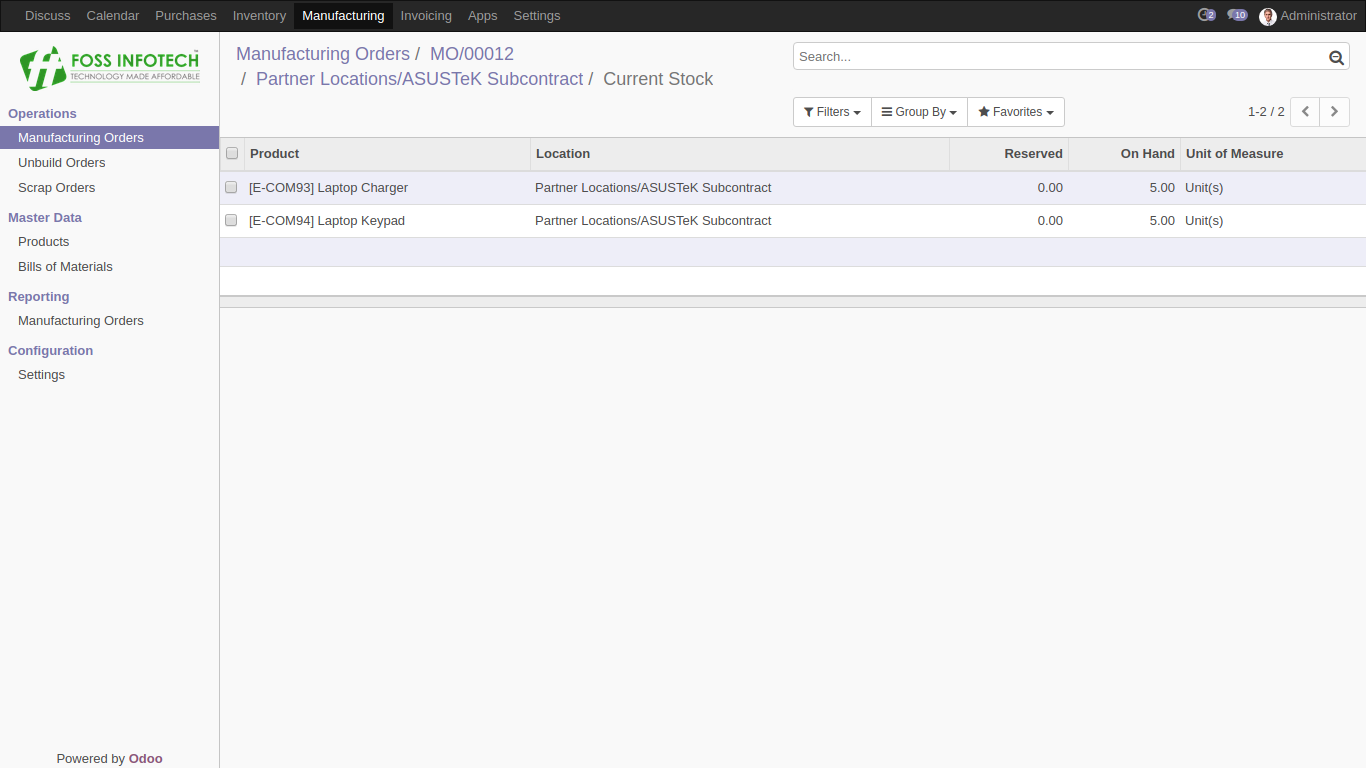 Discuss Calendar Purchases Inventory Manufacturing Invoicing Apps Settings 2 10 Administrator
FOSS INFOTECH
TECHNOLOGY MADE AFFORDABLE
Operations
Manufacturing Orders
Unbuild Orders
Scrap Orders
Master Data
Products
Bills of Materials
Reporting
Manufacturing Orders
Configuration
Settings
Powered by Odoo
Manufacturing Orders / MO/00012
/ Partner Locations/ASUSTeK Subcontract / Current Stock
Search...
Filters Group By Favorites 1-2 / 2
Product Location Reserved On Hand Unit of Measure
[E-COM93] Laptop Charger Partner Locations/ASUSTeK Subcontract 0.00 5.00 Unit(s)
[E-COM94] Laptop Keypad Partner Locations/ASUSTeK Subcontract 0.00 5.00 Unit(s)